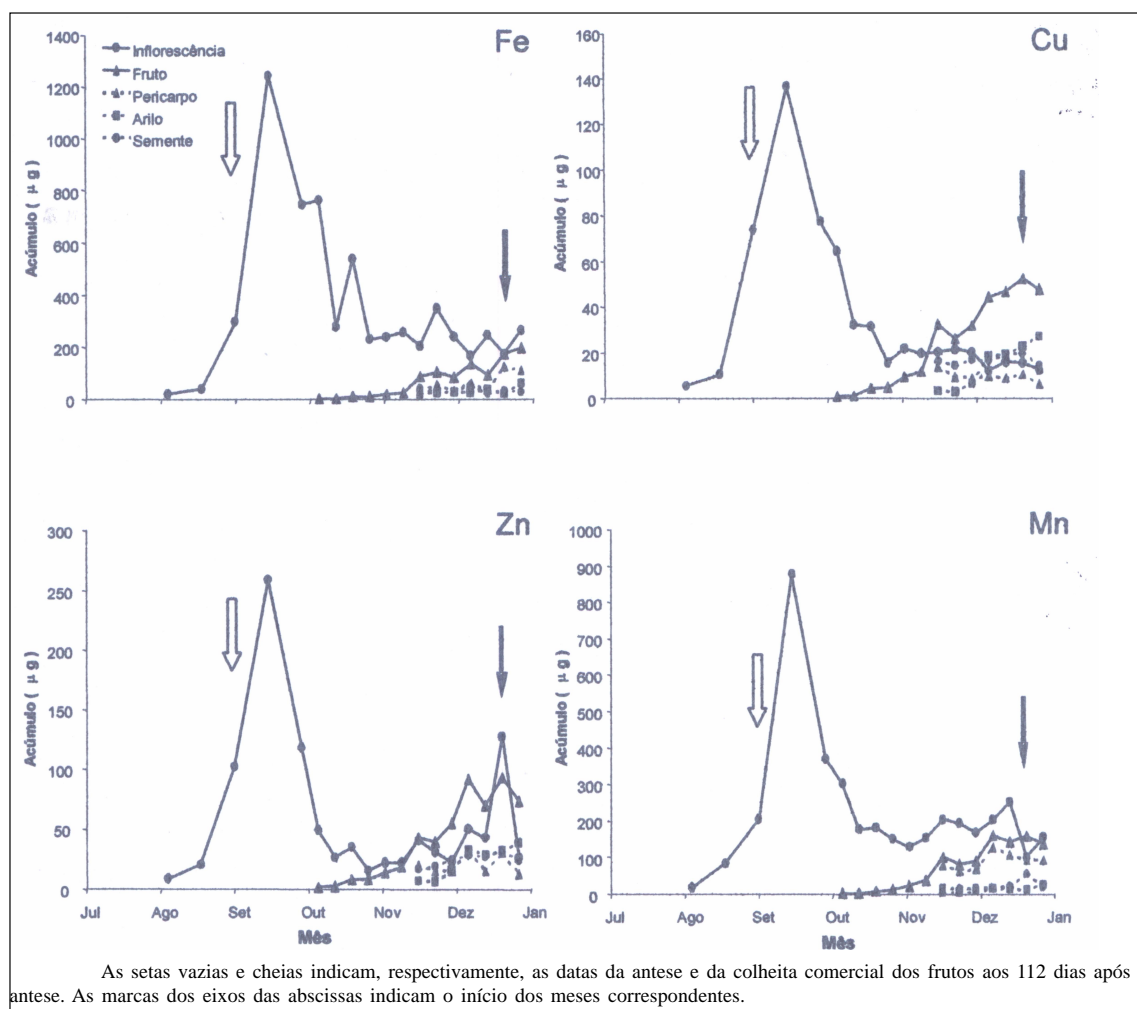 Fe
Acúmulo ( μ g)
1400
1200
1000
800
600
400
200
0
Inflorescência
Fruto
Pericarpo
Arilo
Semente
Cu
Acúmulo ( μ g)
160
140
120
100
80
60
40
20
0
Zn
Acúmulo ( μ g)
300
250
200
150
100
50
0
Jul Ago Set Out Nov Dez Jan
Mês
Mn
Acúmulo ( μ g)
1000
900
800
700
600
500
400
300
200
100
0
Jul Ago Set Out Nov Dez Jan
Mês
As setas vazias e cheias indicam, respectivamente, as datas da antese e da colheita comercial dos frutos aos 112 dias após
antese. As marcas dos eixos das abscissas indicam o início dos meses correspondentes.